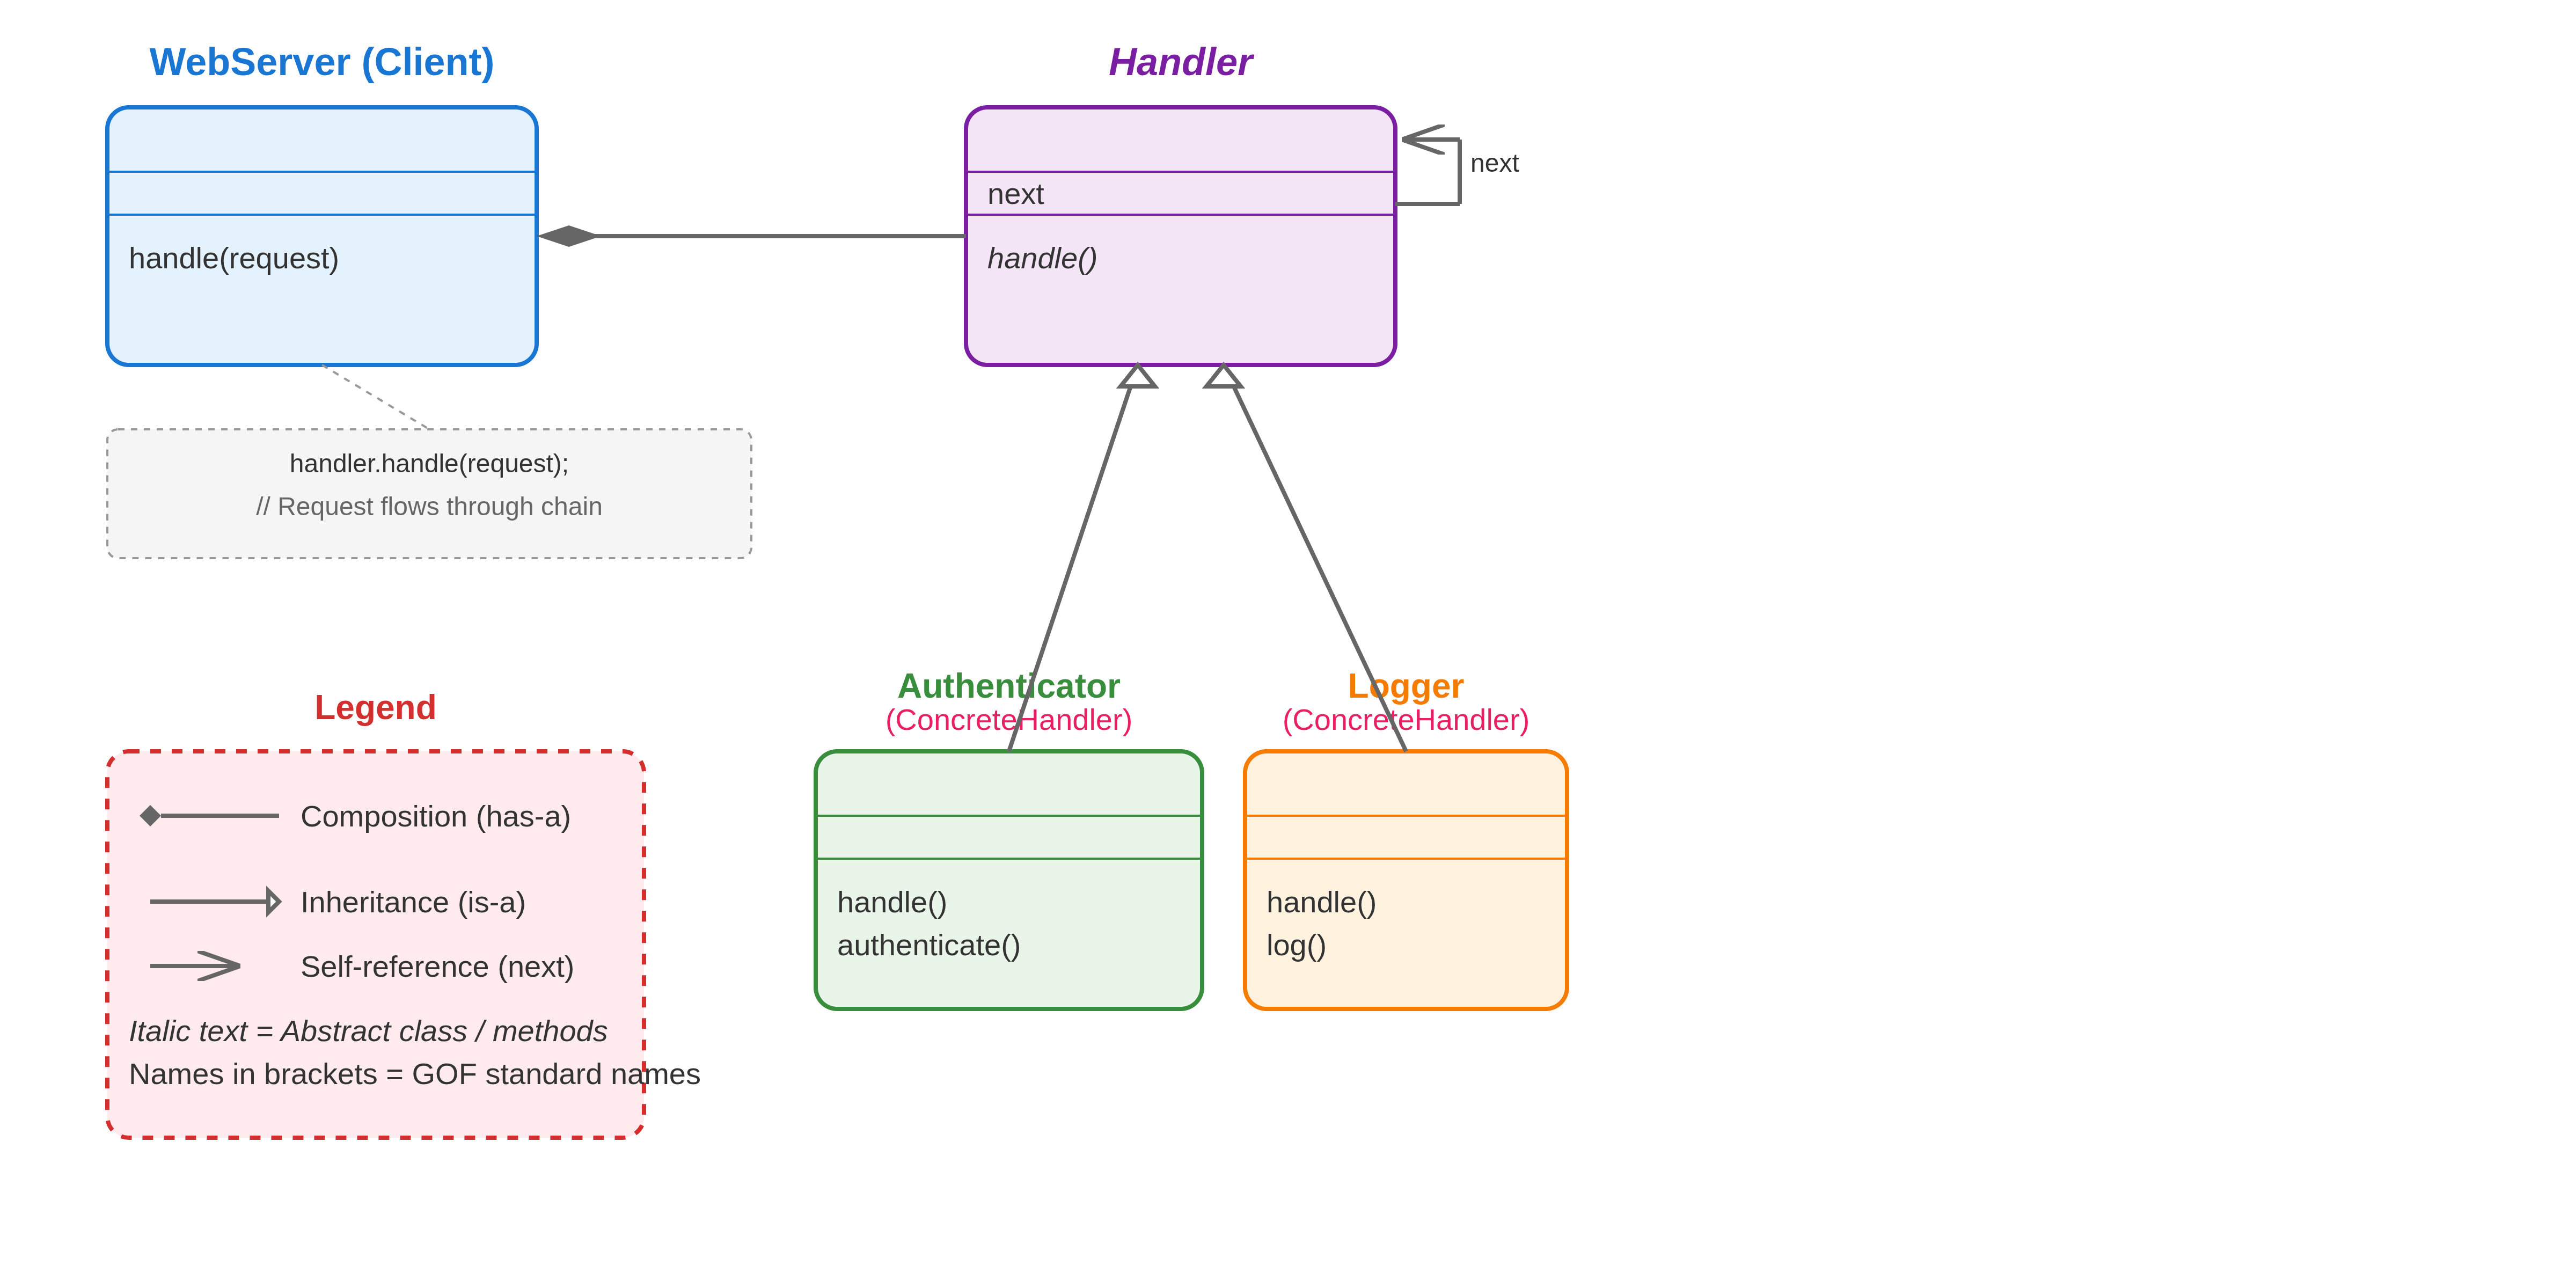 WebServer (Client)
handle(request)
handler.handle(request);
// Request flows through chain
Handler
next
handle()
next
Authenticator
(ConcreteHandler)
handle()
authenticate()
Logger
(ConcreteHandler)
handle()
log()
Legend
Composition (has-a)
Inheritance (is-a)
Self-reference (next)
Italic text = Abstract class / methods
Names in brackets = GOF standard names